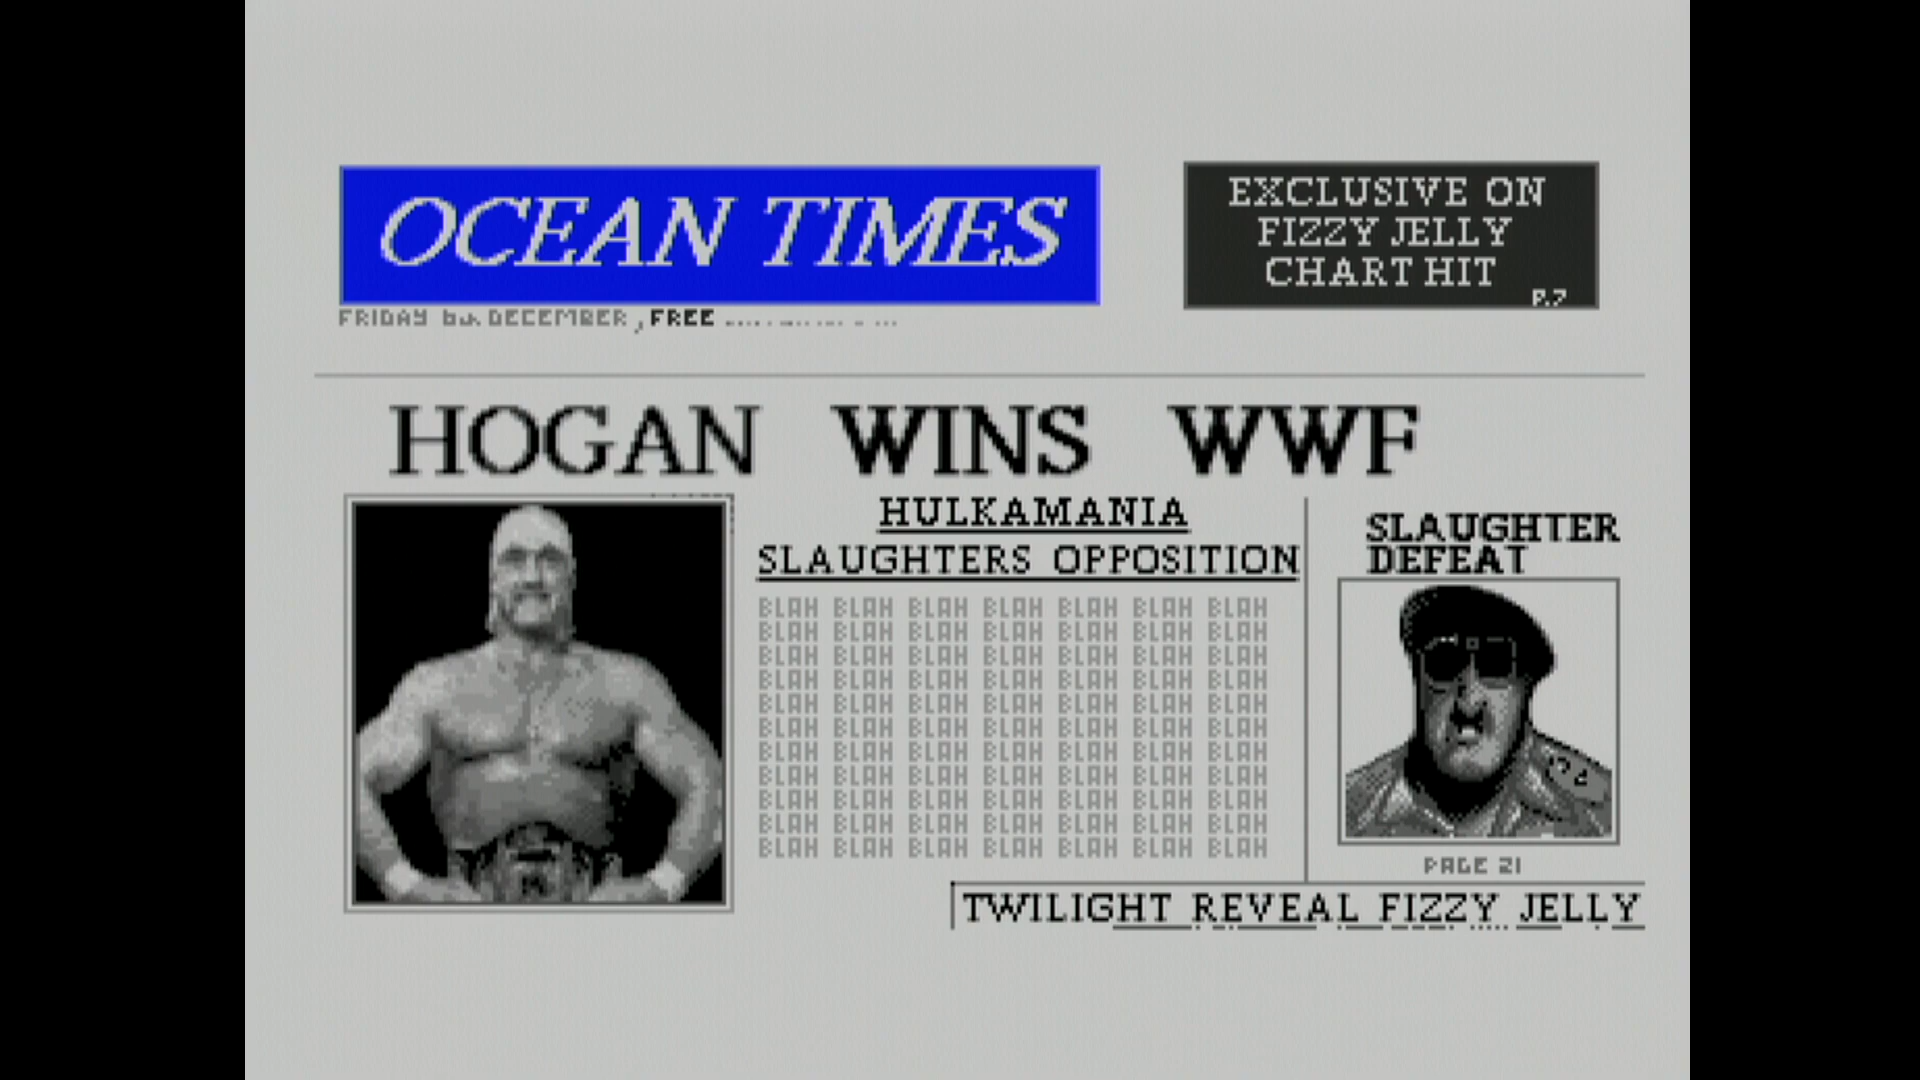 OCEAN TIMES
EXCLUSIVE ON
FIZZY JELLY
CHART HIT
P.7
FRIDAY 6th DECEMBER, FREE
HOGAN WINS WWF
HULKAMANIA
SLAUGHTERS OPPOSITION
BLAH BLAH BLAH BLAH BLAH BLAH BLAH
BLAH BLAH BLAH BLAH BLAH BLAH BLAH
BLAH BLAH BLAH BLAH BLAH BLAH BLAH
BLAH BLAH BLAH BLAH BLAH BLAH BLAH
BLAH BLAH BLAH BLAH BLAH BLAH BLAH
BLAH BLAH BLAH BLAH BLAH BLAH BLAH
BLAH BLAH BLAH BLAH BLAH BLAH BLAH
BLAH BLAH BLAH BLAH BLAH BLAH BLAH
BLAH BLAH BLAH BLAH BLAH BLAH BLAH
BLAH BLAH BLAH BLAH BLAH BLAH BLAH
BLAH BLAH BLAH BLAH BLAH BLAH BLAH
SLAUGHTER
DEFEAT
PAGE 21
TWILIGHT REVEAL FIZZY JELLY